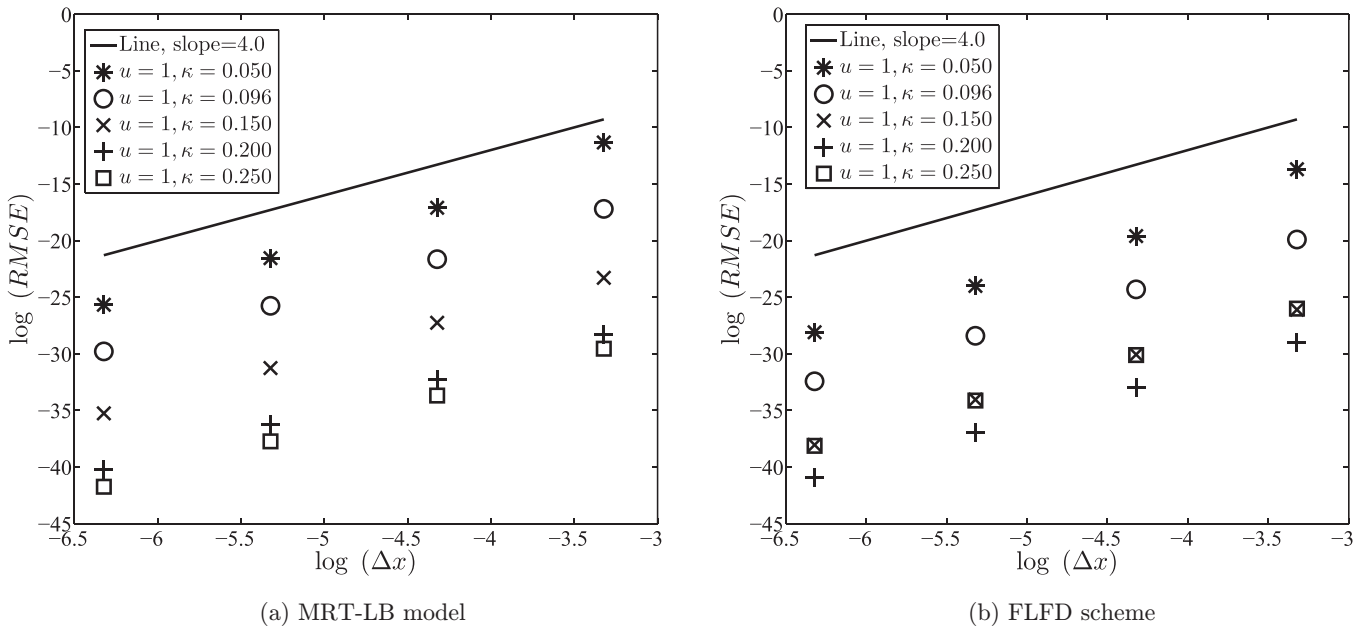 0
−5
−10
−15
−20
−25
−30
−35
−40
−45
log (RMSE)
Line, slope=4.0
u = 1, κ = 0.050
u = 1, κ = 0.096
u = 1, κ = 0.150
u = 1, κ = 0.200
u = 1, κ = 0.250
−6.5 −6 −5.5 −5 −4.5 −4 −3.5 −3
log (Δx)
(a) MRT-LB model
0
−5
−10
−15
−20
−25
−30
−35
−40
−45
log (RMSE)
Line, slope=4.0
u = 1, κ = 0.050
u = 1, κ = 0.096
u = 1, κ = 0.150
u = 1, κ = 0.200
u = 1, κ = 0.250
−6.5 −6 −5.5 −5 −4.5 −4 −3.5 −3
log (Δx)
(b) FLFD scheme